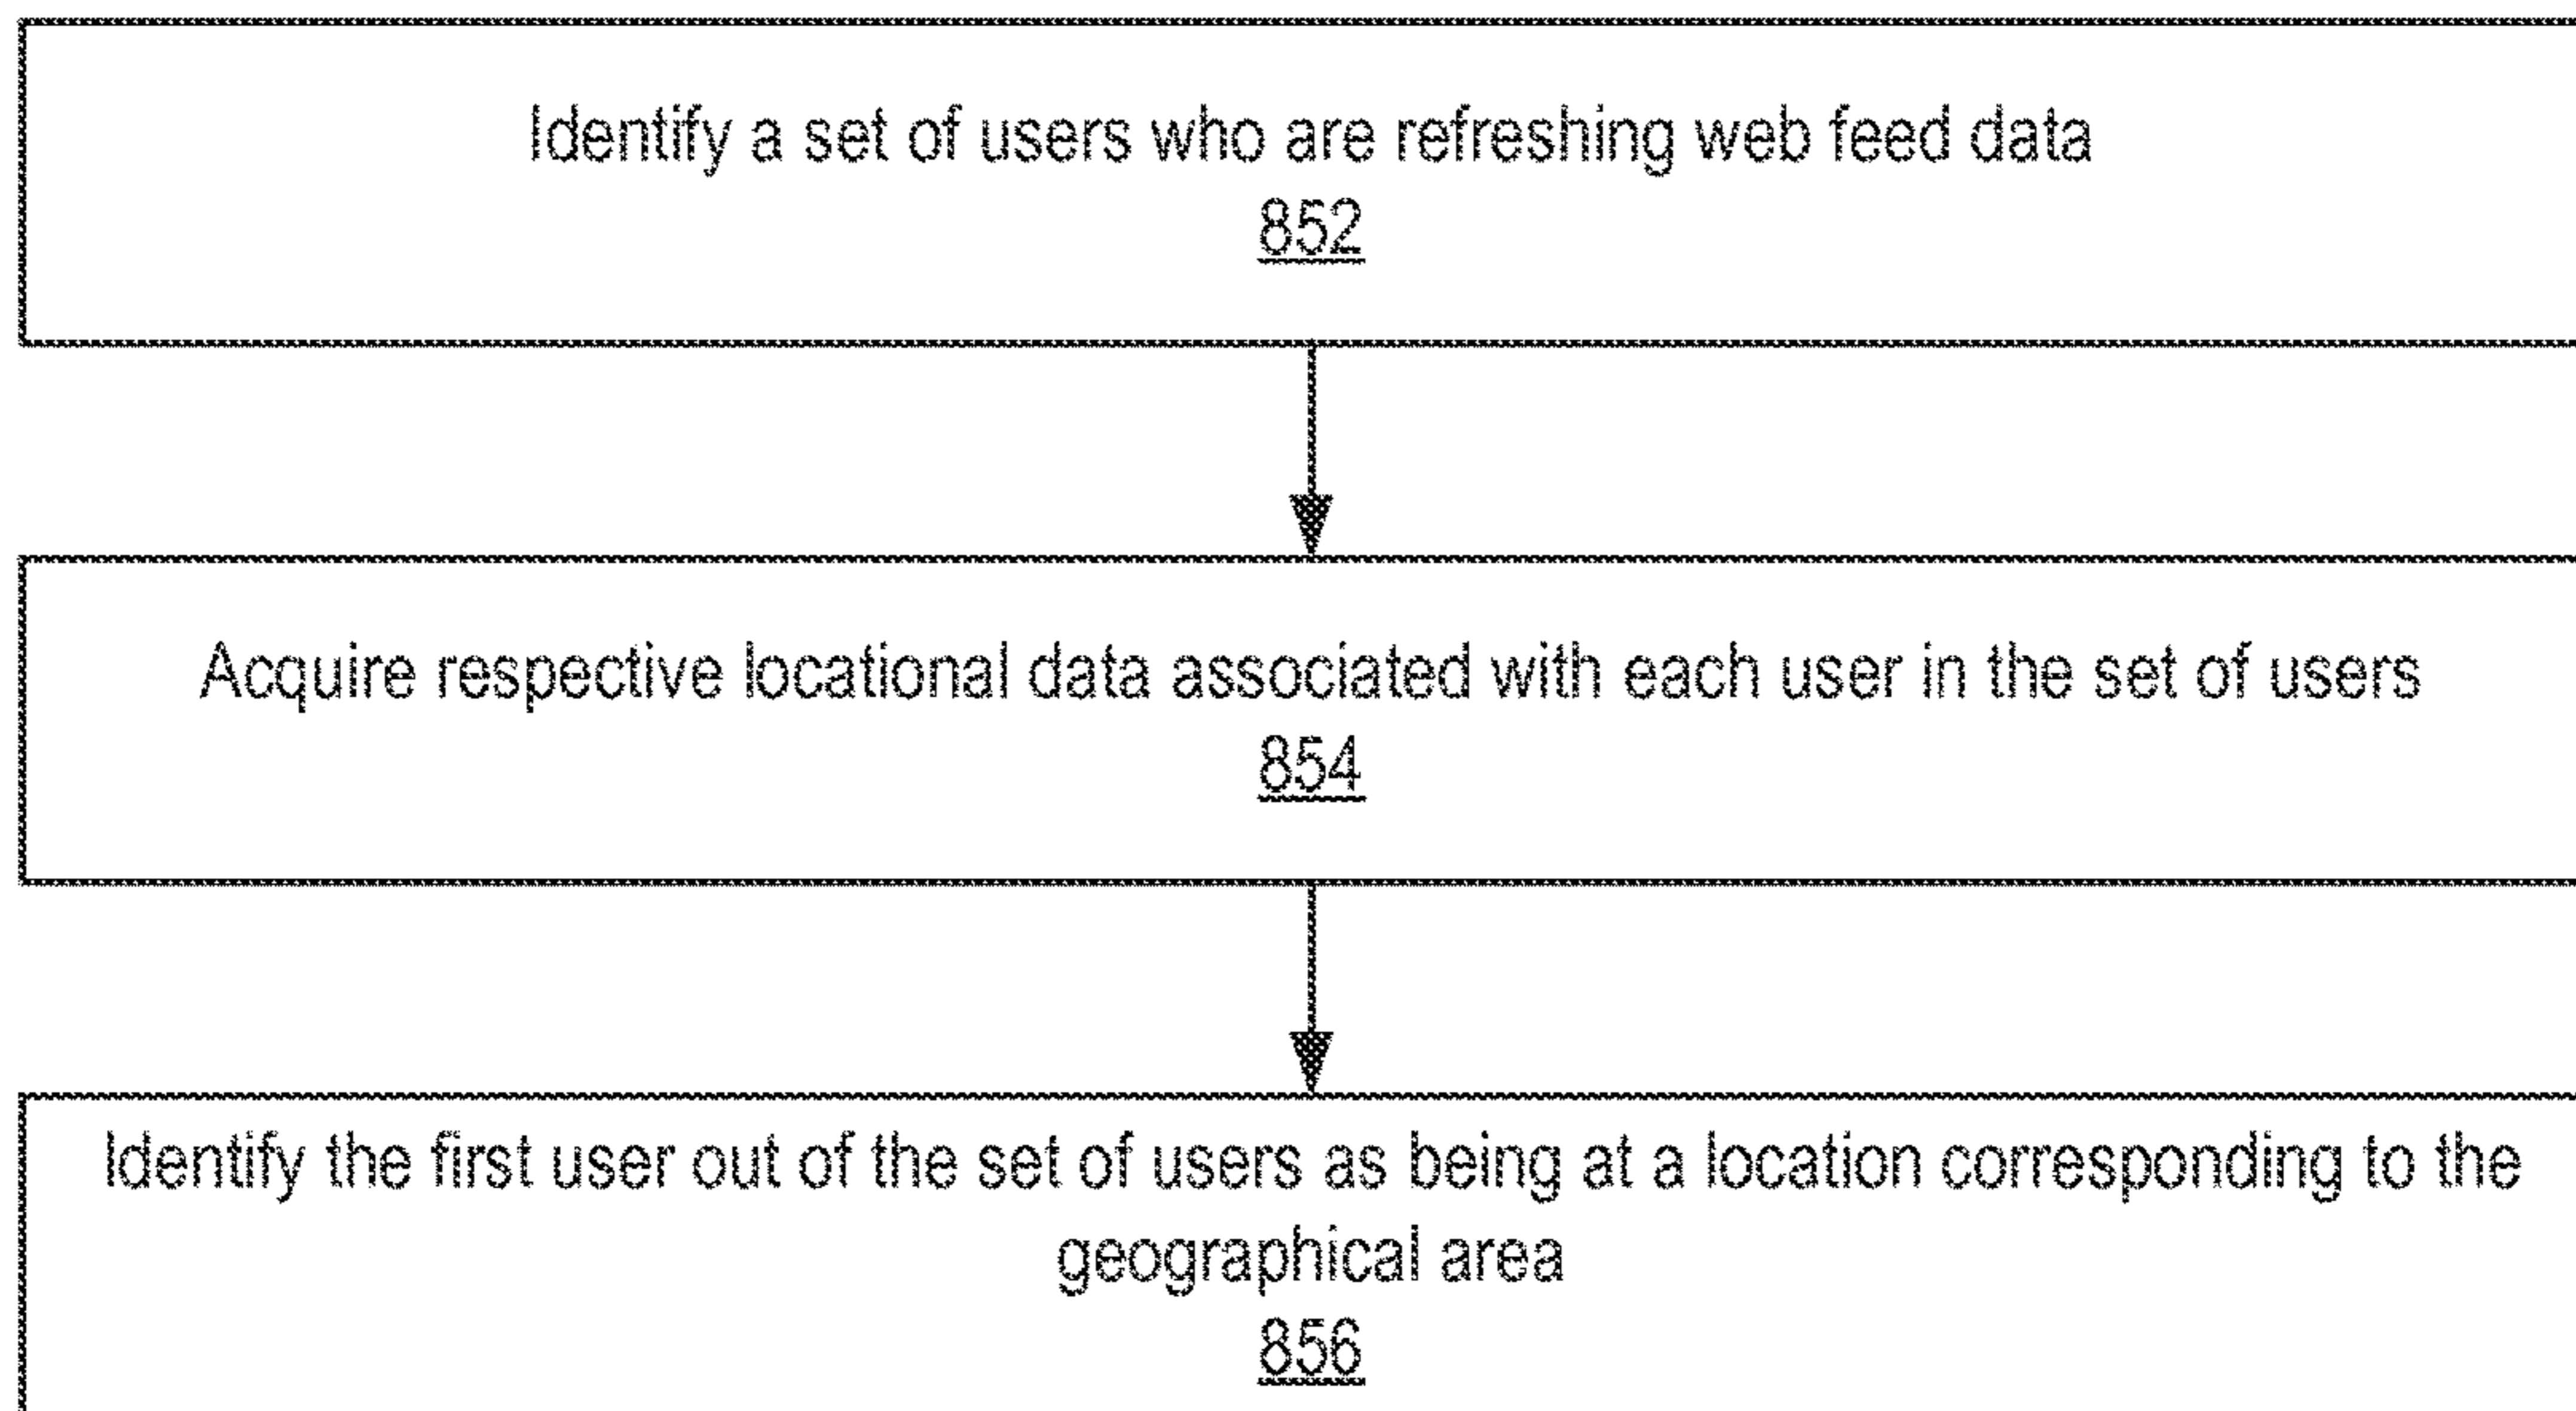 Identify a set of users who are refreshing web feed data
852
Acquire respective locational data associated with each user in the set of users
854
Identify the first user out of the set of users as being at a location corresponding to the
geographical area
856